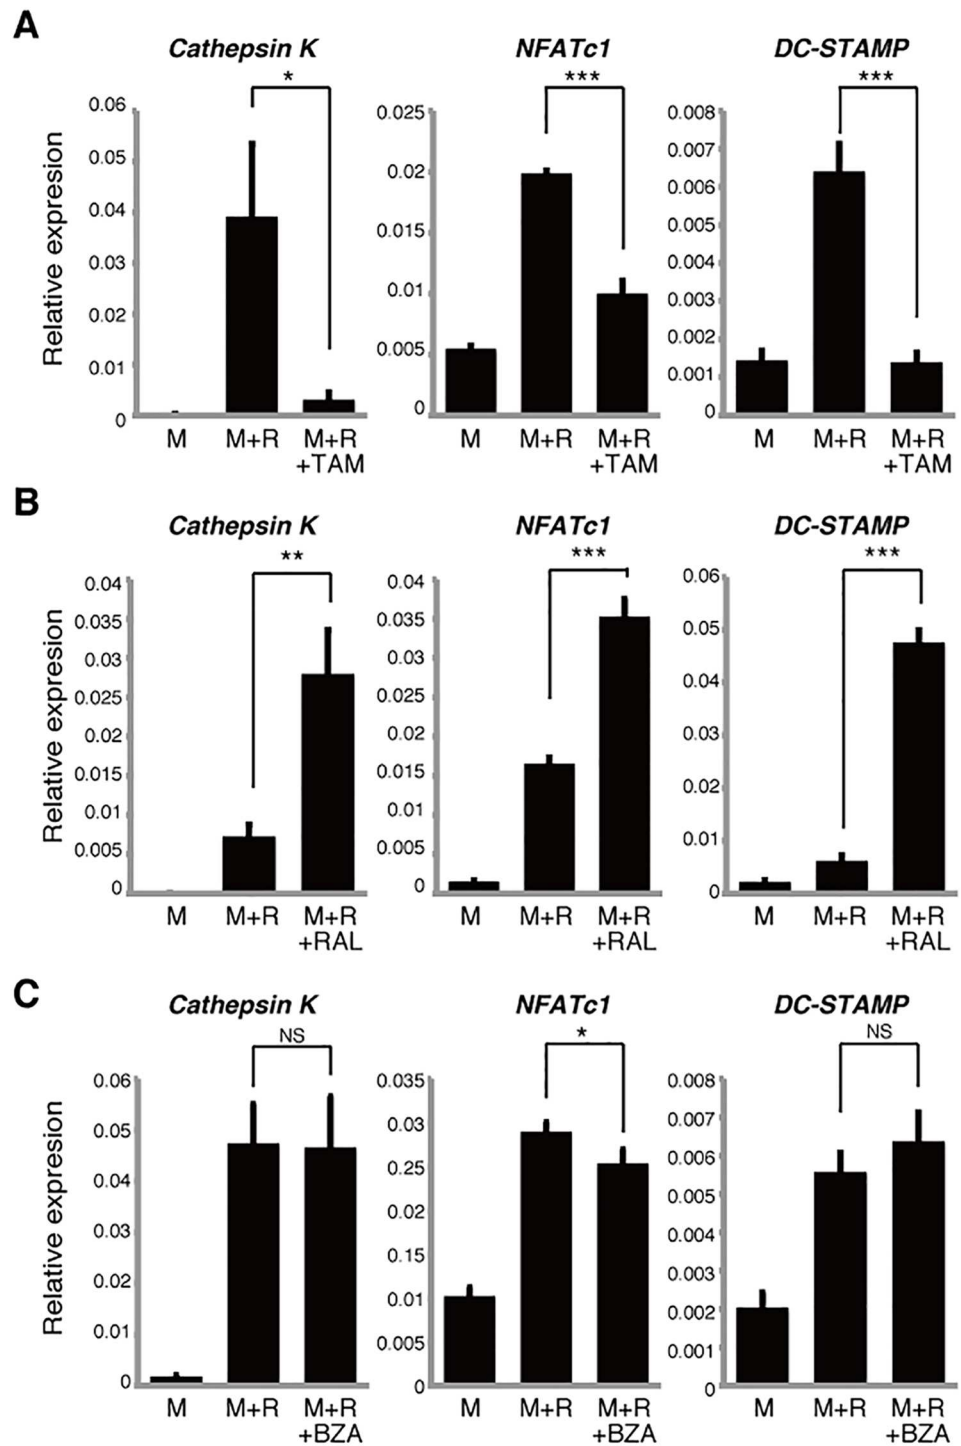 A
Cathepsin K
NFATc1
DC-STAMP
*
***
***
Relative expresion
0.06
0.05
0.04
0.03
0.02
0.01
0
0.025
0.02
0.015
0.01
0.005
0
0.008
0.007
0.006
0.005
0.004
0.003
0.002
0.001
0
M
M+R
M+R
+TAM
M
M+R
M+R
+TAM
M
M+R
M+R
+TAM
B
Cathepsin K
NFATc1
DC-STAMP
**
***
***
Relative expresion
0.04
0.035
0.03
0.025
0.02
0.015
0.01
0.005
0
0.04
0.035
0.03
0.025
0.02
0.015
0.01
0.005
0
0.06
0.05
0.04
0.03
0.02
0.01
0
M
M+R
M+R
+RAL
M
M+R
M+R
+RAL
M
M+R
M+R
+RAL
C
Cathepsin K
NFATc1
DC-STAMP
NS
*
NS
Relative expresion
0.06
0.05
0.04
0.03
0.02
0.01
0
0.035
0.03
0.25
0.02
0.15
0.01
0.005
0
0.008
0.007
0.006
0.005
0.004
0.003
0.002
0.001
0
M
M+R
M+R
+BZA
M
M+R
M+R
+BZA
M
M+R
M+R
+BZA